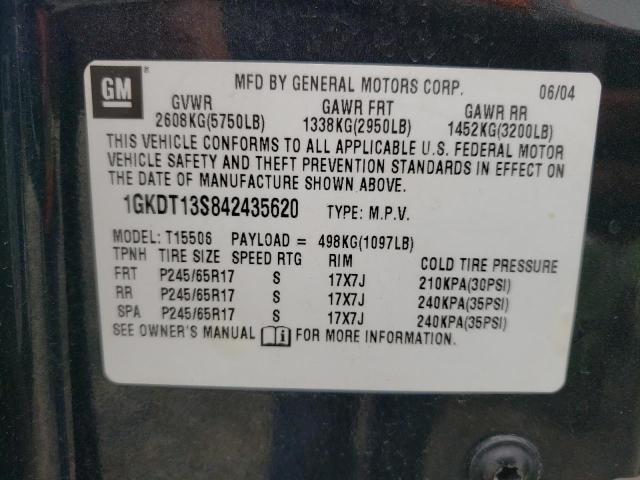 GM ®
MFD BY GENERAL MOTORS CORP. 06/04
GVWR GAWR FRT GAWR RR
2608KG(5750LB) 1338KG(2950LB) 1452KG(3200LB)
THIS VEHICLE CONFORMS TO ALL APPLICABLE U.S. FEDERAL MOTOR
VEHICLE SAFETY AND THEFT PREVENTION STANDARDS IN EFFECT ON
THE DATE OF MANUFACTURE SHOWN ABOVE.
1GKDT13S842435620 TYPE: M.P.V.
MODEL: T15506 PAYLOAD = 498KG(1097LB)
TPNH TIRE SIZE SPEED RTG RIM COLD TIRE PRESSURE
FRT P245/65R17 S 17X7J 210KPA(30PSI)
RR P245/65R17 S 17X7J 240KPA(35PSI)
SPA P245/65R17 S 17X7J 240KPA(35PSI)
SEE OWNER'S MANUAL i FOR MORE INFORMATION.